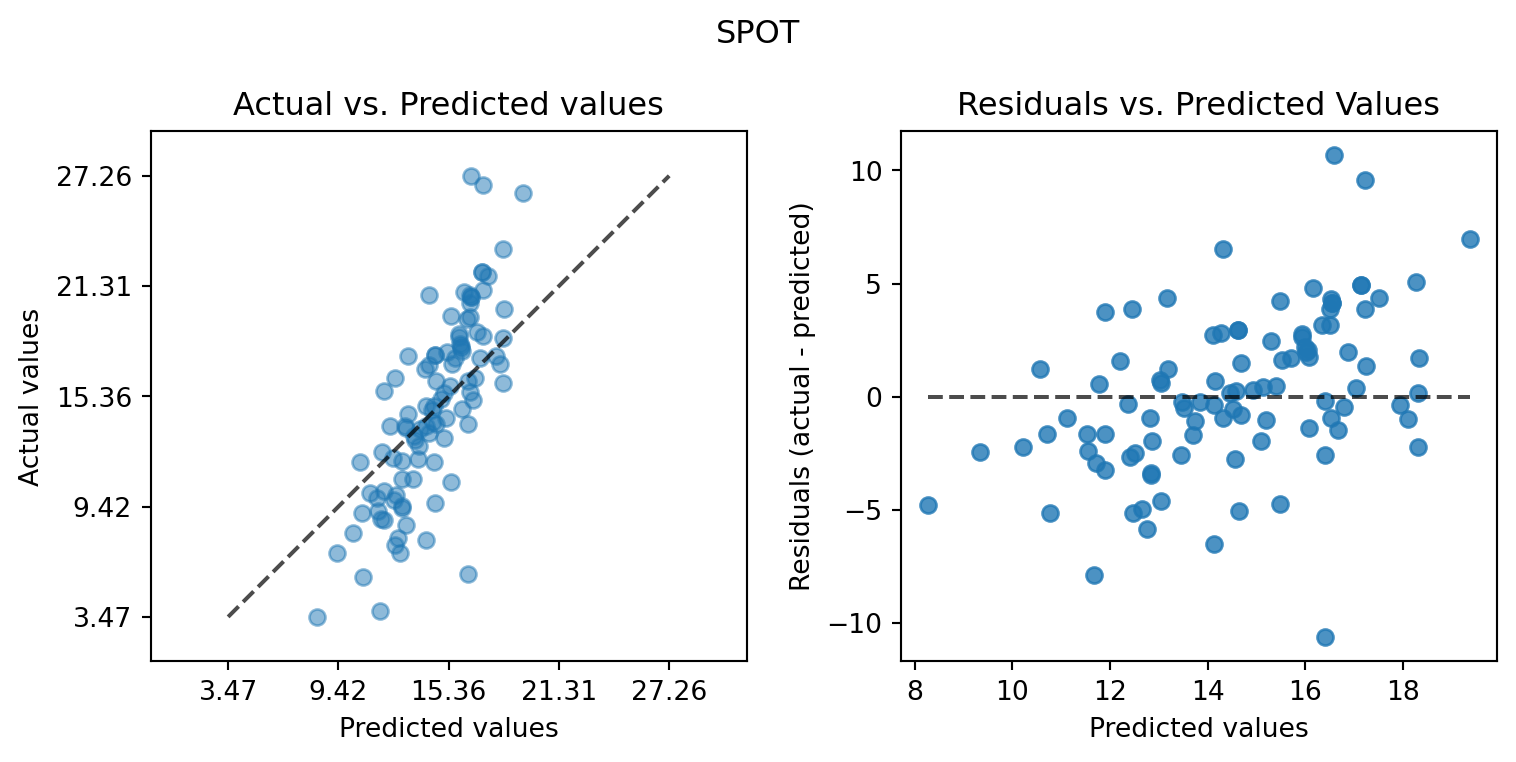 SPOT
Actual vs. Predicted values
Actual values
27.26
21.31
15.36
9.42
3.47
3.47 9.42 15.36 21.31 27.26
Predicted values
Residuals vs. Predicted Values
Residuals (actual - predicted)
10
5
0
−5
−10
8 10 12 14 16 18
Predicted values